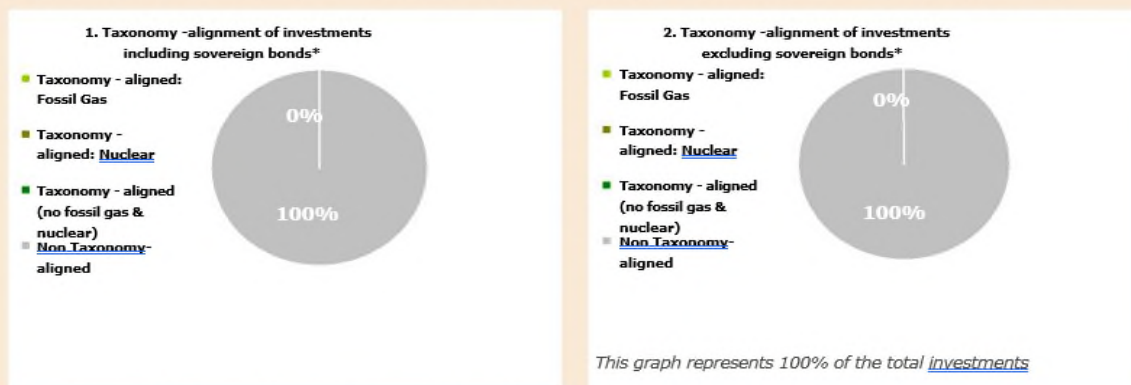 1. Taxonomy -alignment of investments
including sovereign bonds*
Taxonomy - aligned:
Fossil Gas
Taxonomy -
aligned: Nuclear
Taxonomy - aligned
(no fossil gas &
nuclear)
Non Taxonomy-
aligned
0%
100%
2. Taxonomy -alignment of investments
excluding sovereign bonds*
Taxonomy - aligned:
Fossil Gas
Taxonomy -
aligned: Nuclear
Taxonomy - aligned
(no fossil gas &
nuclear)
Non Taxonomy-
aligned
0%
100%
This graph represents 100% of the total investments